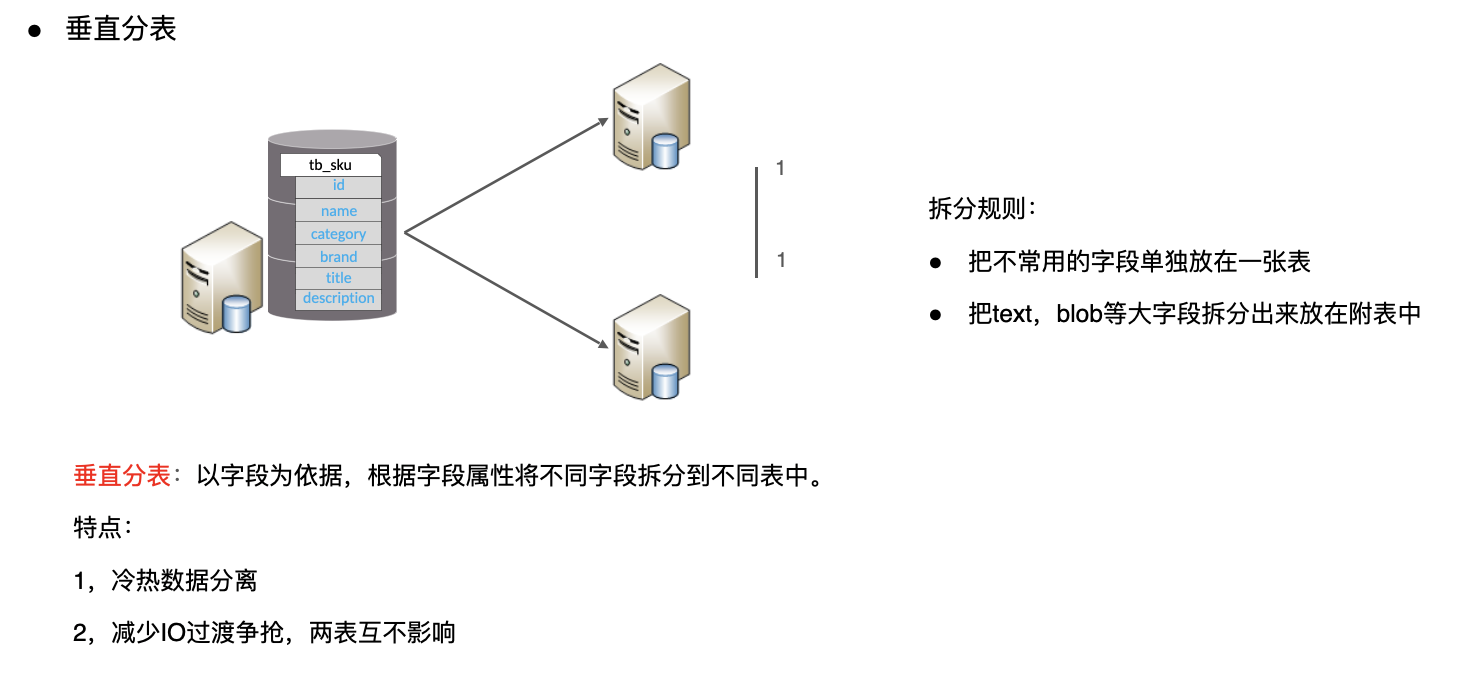 ● 垂直分表
tb_sku
id
name
category
brand
title
description
1
1
拆分规则：
● 把不常用的字段单独放在一张表
● 把text，blob等大字段拆分出来放在附表中
垂直分表：以字段为依据，根据字段属性将不同字段拆分到不同表中。
特点：
1，冷热数据分离
2，减少IO过渡争抢，两表互不影响